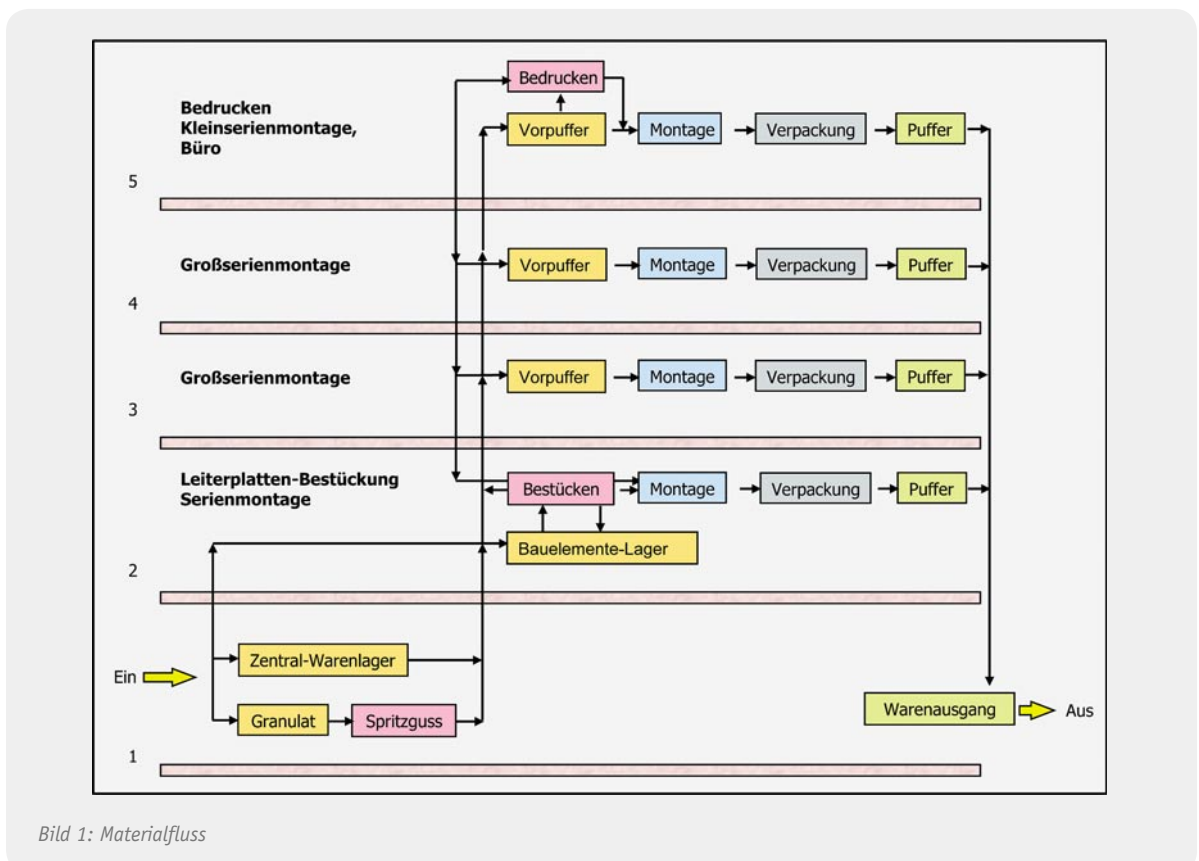 Bedrucken
Bedrucken
Kleinserienmontage,
Büro
Vorpuffer
Montage
Verpackung
Puffer
5
Großserienmontage
Vorpuffer
Montage
Verpackung
Puffer
4
Großserienmontage
Vorpuffer
Montage
Verpackung
Puffer
3
Leiterplatten-Bestückung
Serienmontage
Bestücken
Montage
Verpackung
Puffer
Bauelemente-Lager
2
Zentral-Warenlager
Ein
Granulat
Spritzguss
Warenausgang
Aus
1
Bild 1: Materialfluss